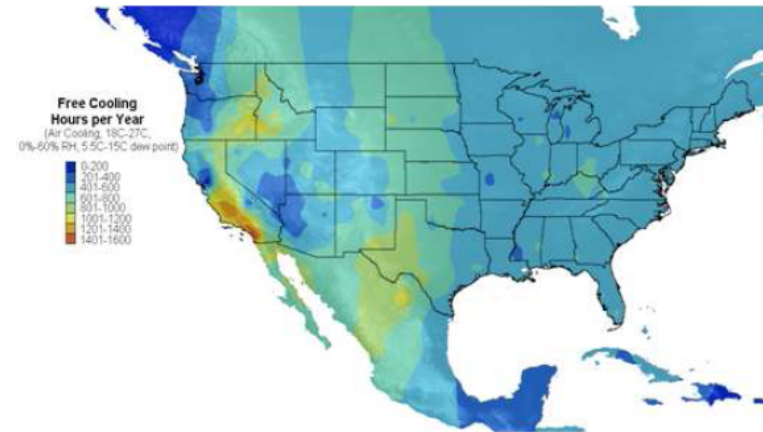 Free Cooling
Hours per Year
(Air Cooling, 18C-27C,
0%-60% RH, 5.5C-15C dew point)
0-200
201-400
401-600
601-800
801-1000
1001-1200
1201-1400
1401-1600